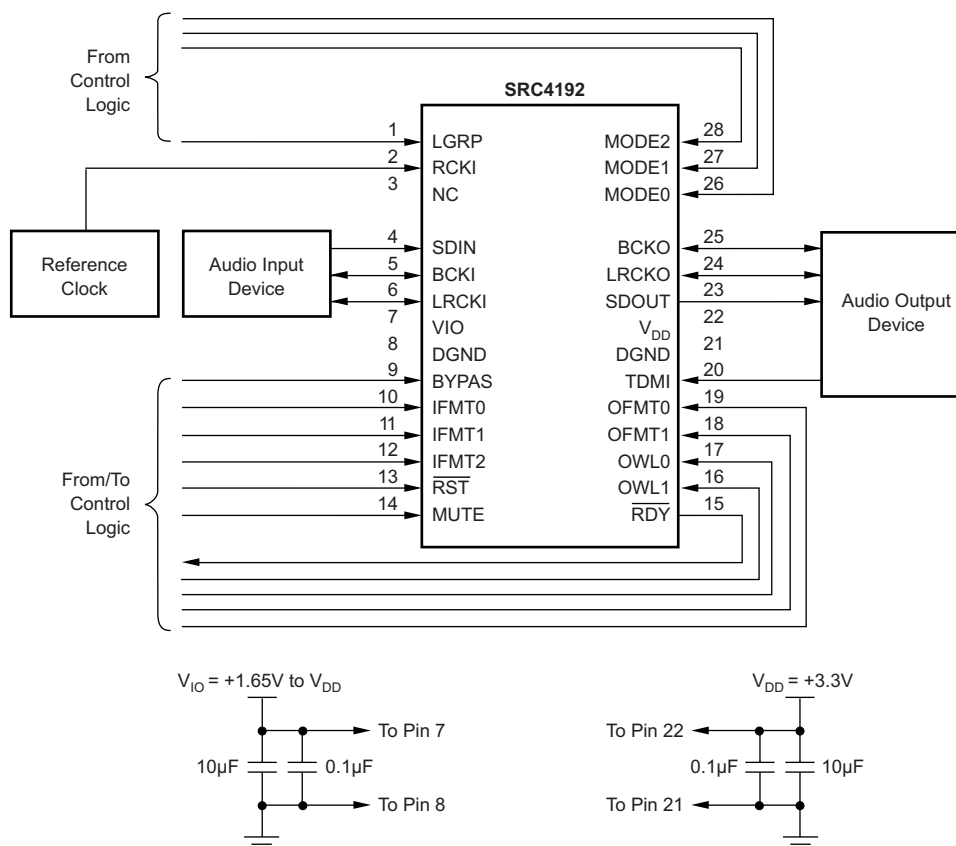 From
Control
Logic
SRC4192
1 LGRP MODE2 28
2 RCKI MODE1 27
3 NC MODE0 26
Reference
Clock
Audio Input
Device
4 SDIN BCKO 25
5 BCKI LRCKO 24
6 LRCKI SDOUT 23
7 VIO VDD 22
8 DGND DGND 21
9 BYPAS TDMI 20
10 IFMT0 OFMT0 19
11 IFMT1 OFMT1 18
12 IFMT2 OWL0 17
13 RST OWL1 16
14 MUTE RDY 15
Audio Output
Device
From/To
Control
Logic
VIO = +1.65V to VDD
To Pin 7
10µF 0.1µF
To Pin 8
VDD = +3.3V
To Pin 22
0.1µF 10µF
To Pin 21